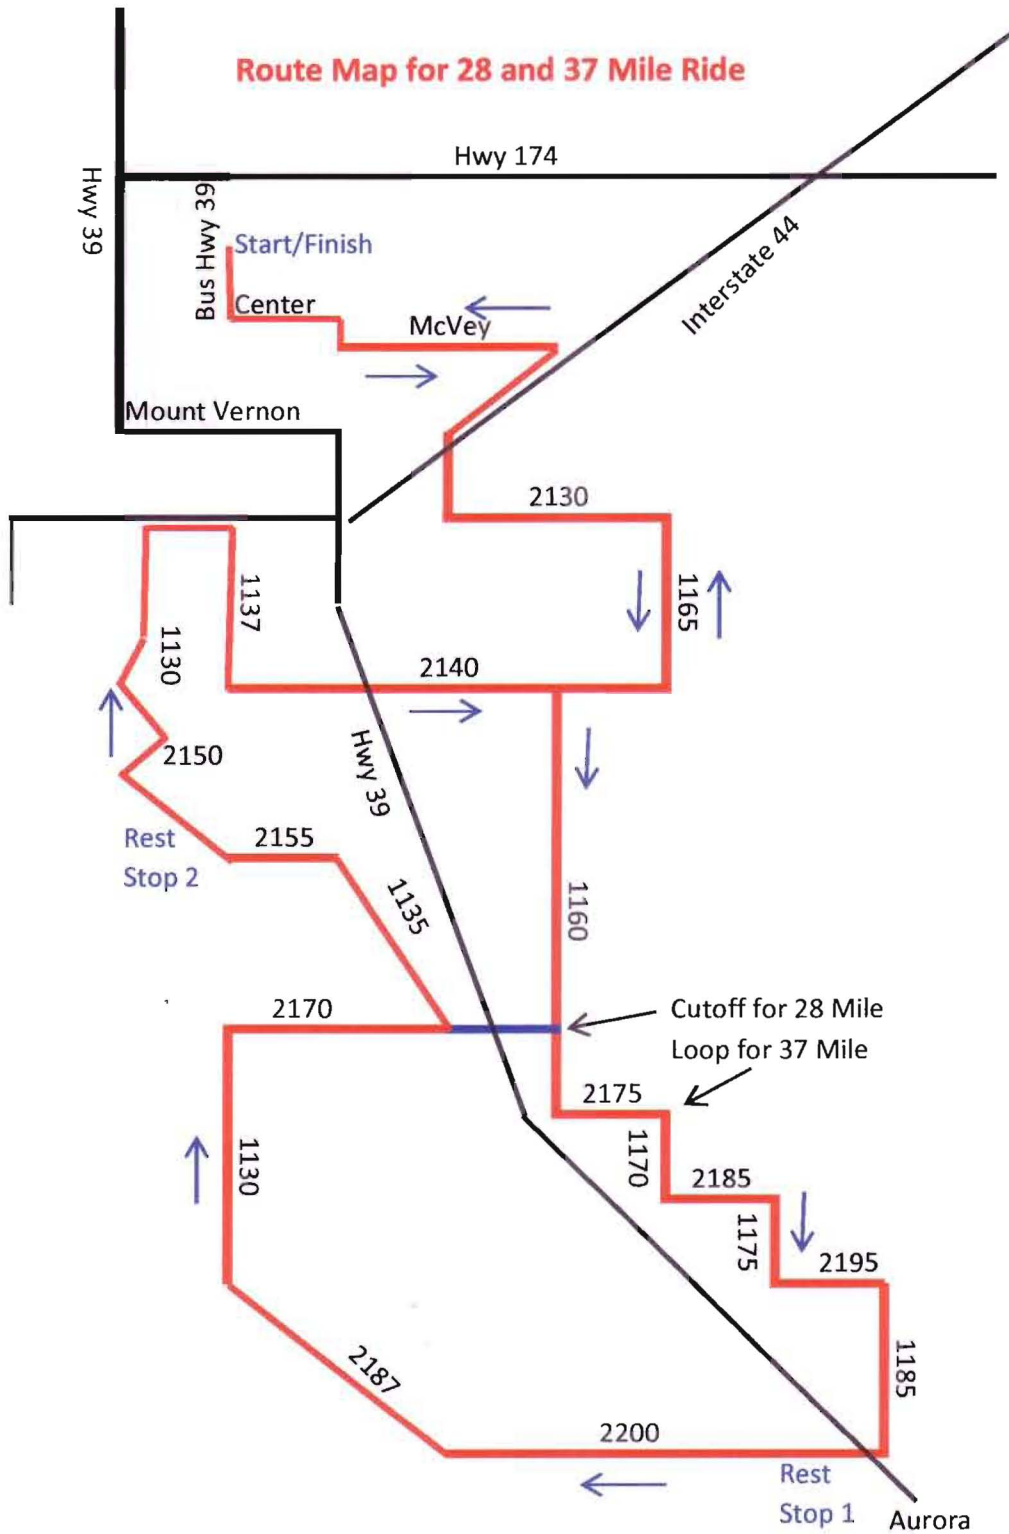 Route Map for 28 and 37 Mile Ride
Hwy 174
Hwy 39
Bus Hwy 39
Start/Finish
Interstate 44
Center
McVey
Mount Vernon
2130
1137
1165
1130
2140
2150
Hwy 39
Rest
Stop 2
2155
1135
1160
2170
Cutoff for 28 Mile
Loop for 37 Mile
2175
1130
1170
2185
1175
2195
2187
1185
2200
Rest
Stop 1
Aurora